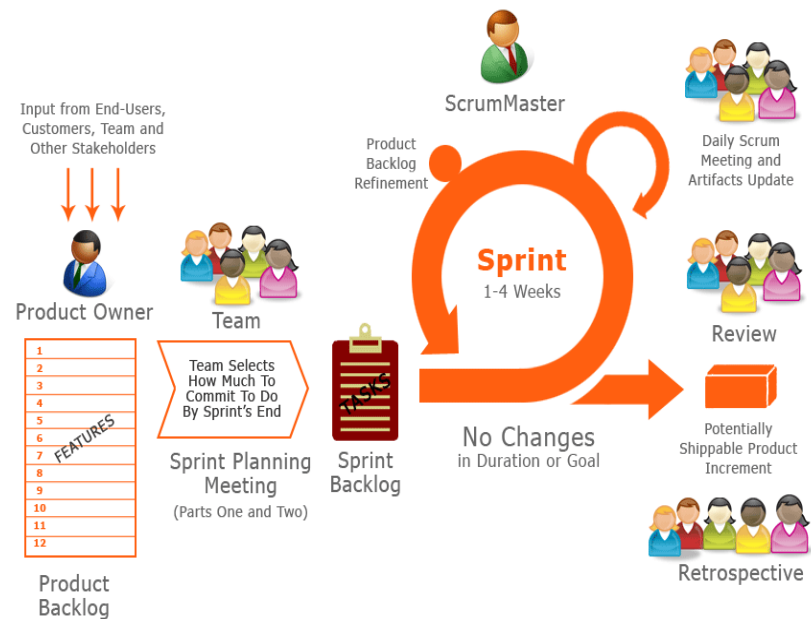 Input from End-Users,
Customers, Team and
Other Stakeholders
Product Owner
1
2
3
4
5
6
7
8
9
10
11
12
FEATURES
Product
Backlog
Team
Team Selects
How Much To
Commit To Do
By Sprint's End
Sprint Planning
Meeting
(Parts One and Two)
TASKS
Sprint
Backlog
ScrumMaster
Product
Backlog
Refinement
Sprint
1-4 Weeks
No Changes
in Duration or Goal
Daily Scrum
Meeting and
Artifacts Update
Review
Potentially
Shippable Product
Increment
Retrospective